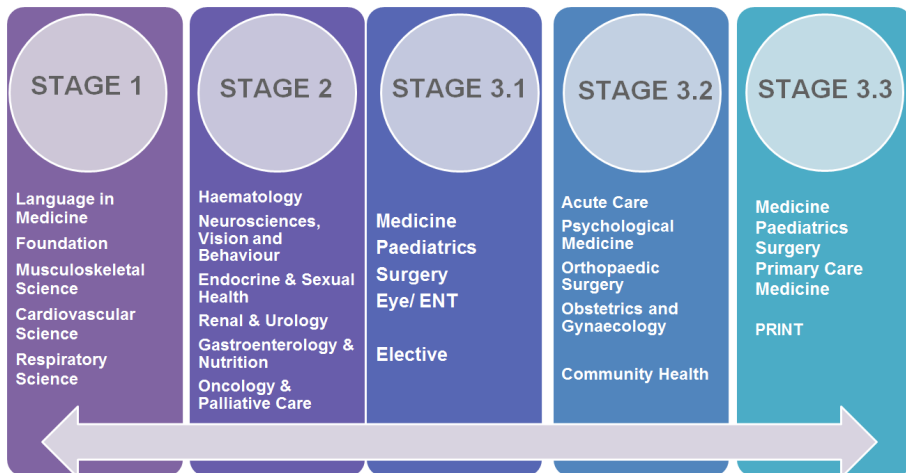 STAGE 1
Language in
Medicine
Foundation
Musculoskeletal
Science
Cardiovascular
Science
Respiratory
Science
STAGE 2
Haematology
Neurosciences,
Vision and
Behaviour
Endocrine & Sexual
Health
Renal & Urology
Gastroenterology &
Nutrition
Oncology &
Palliative Care
STAGE 3.1
Medicine
Paediatrics
Surgery
Eye/ ENT
Elective
STAGE 3.2
Acute Care
Psychological
Medicine
Orthopaedic
Surgery
Obstetrics and
Gynaecology
Community Health
STAGE 3.3
Medicine
Paediatrics
Surgery
Primary Care
Medicine
PRINT